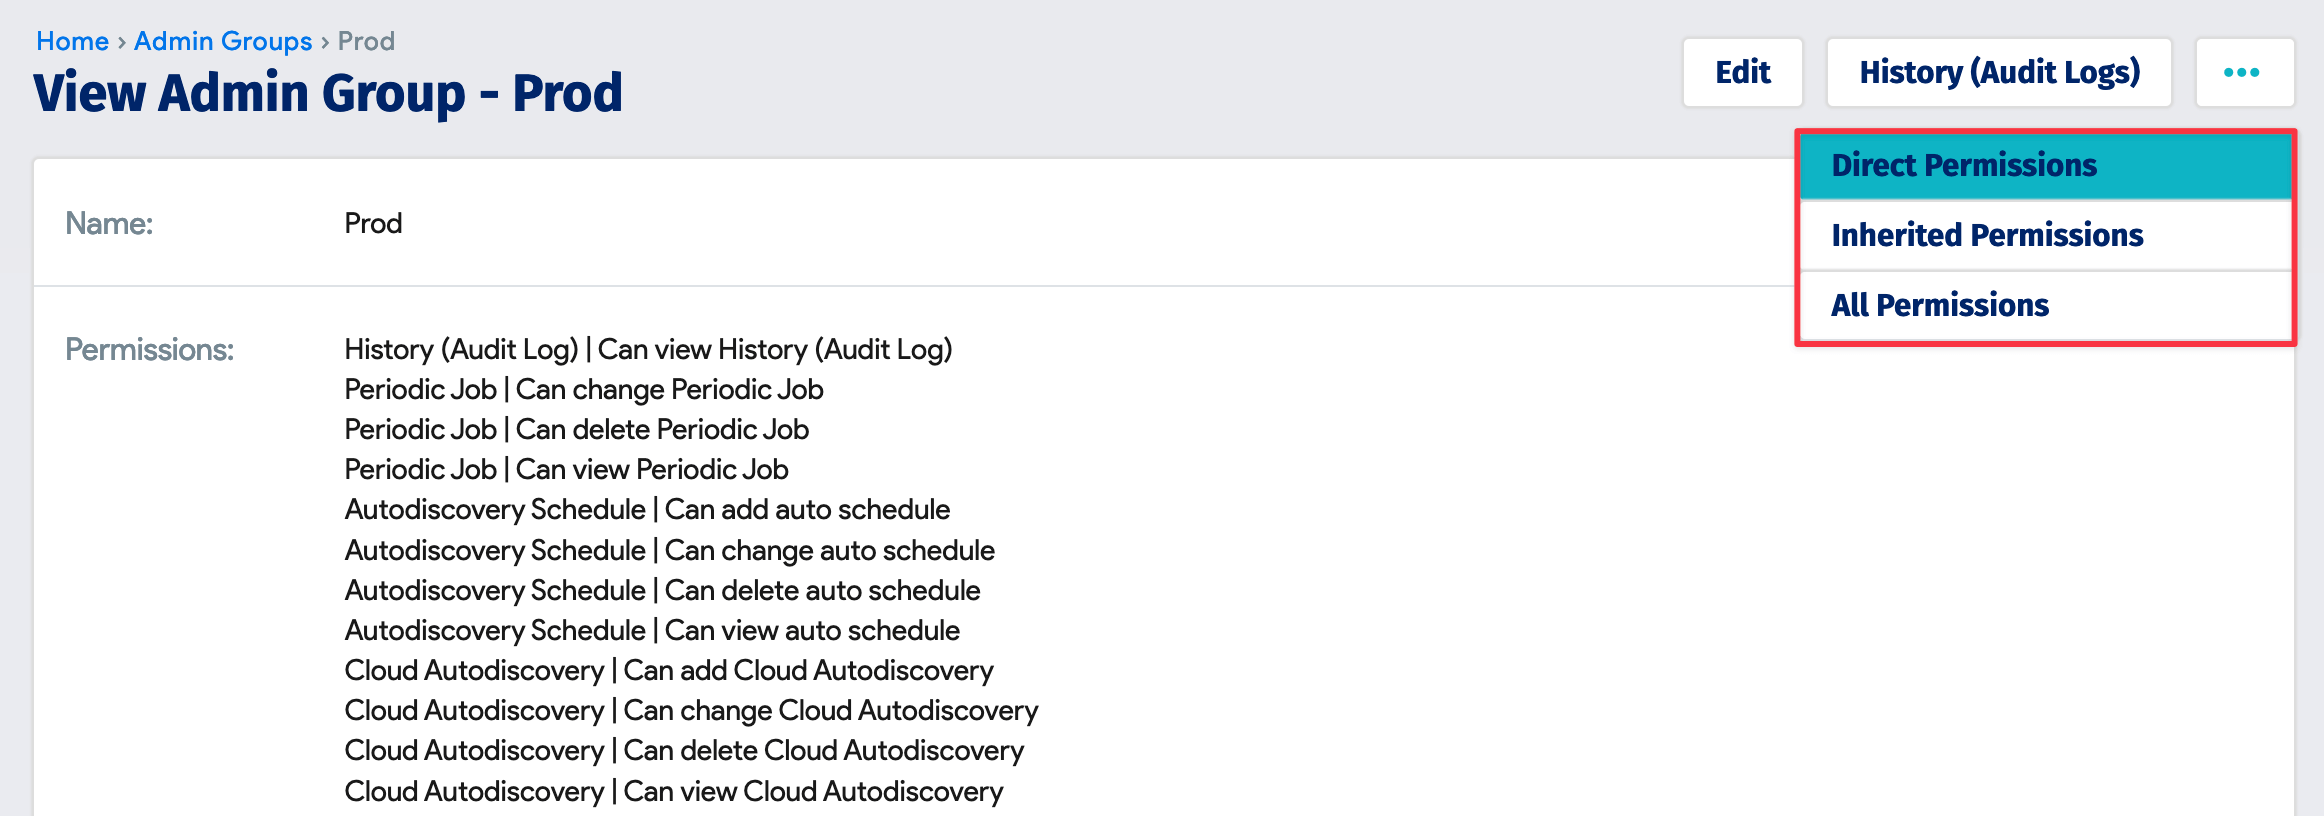 Home › Admin Groups › Prod
View Admin Group - Prod
Edit
History (Audit Logs)
•••
Direct Permissions
Inherited Permissions
All Permissions
Name: Prod
Permissions: History (Audit Log) | Can view History (Audit Log)
Periodic Job | Can change Periodic Job
Periodic Job | Can delete Periodic Job
Periodic Job | Can view Periodic Job
Autodiscovery Schedule | Can add auto schedule
Autodiscovery Schedule | Can change auto schedule
Autodiscovery Schedule | Can delete auto schedule
Autodiscovery Schedule | Can view auto schedule
Cloud Autodiscovery | Can add Cloud Autodiscovery
Cloud Autodiscovery | Can change Cloud Autodiscovery
Cloud Autodiscovery | Can delete Cloud Autodiscovery
Cloud Autodiscovery | Can view Cloud Autodiscovery